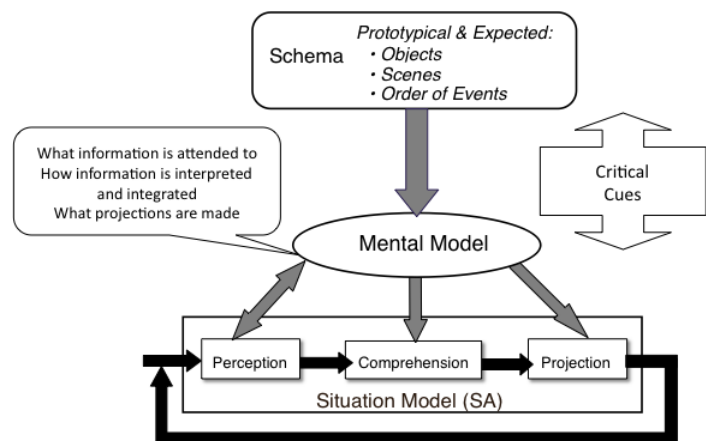 Prototypical & Expected:
Schema
• Objects
• Scenes
• Order of Events
What information is attended to
How information is interpreted
and integrated
What projections are made
Critical
Cues
Mental Model
Perception
Comprehension
Projection
Situation Model (SA)